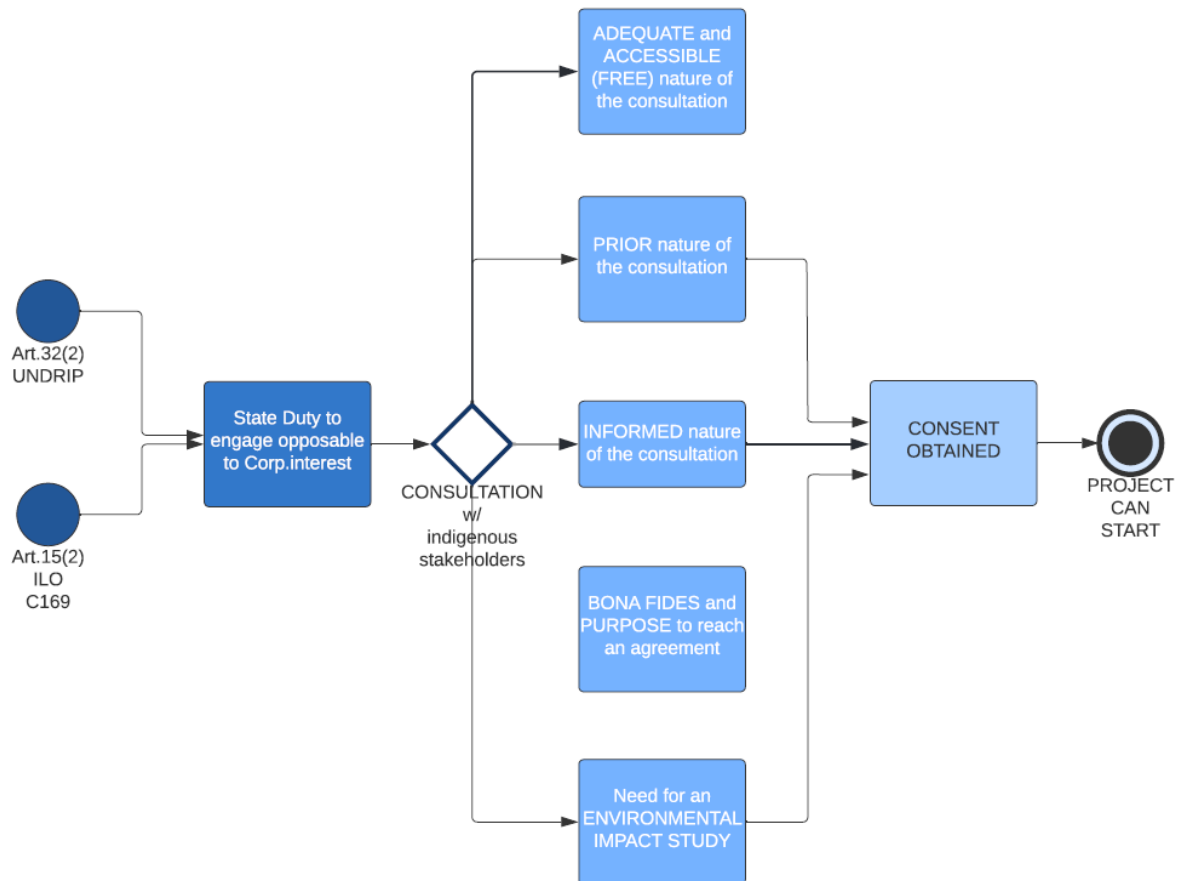 ADEQUATE and
ACCESSIBLE
(FREE) nature of
the consultation
PRIOR nature of
the consultation
Art.32(2)
UNDRIP
State Duty to
engage opposable
to Corp.interest
CONSULTATION
w/
indigenous
stakeholders
INFORMED nature
of the consultation
CONSENT
OBTAINED
PROJECT
CAN
START
Art.15(2)
ILO
C169
BONA FIDES and
PURPOSE to reach
an agreement
Need for an
ENVIRONMENTAL
IMPACT STUDY